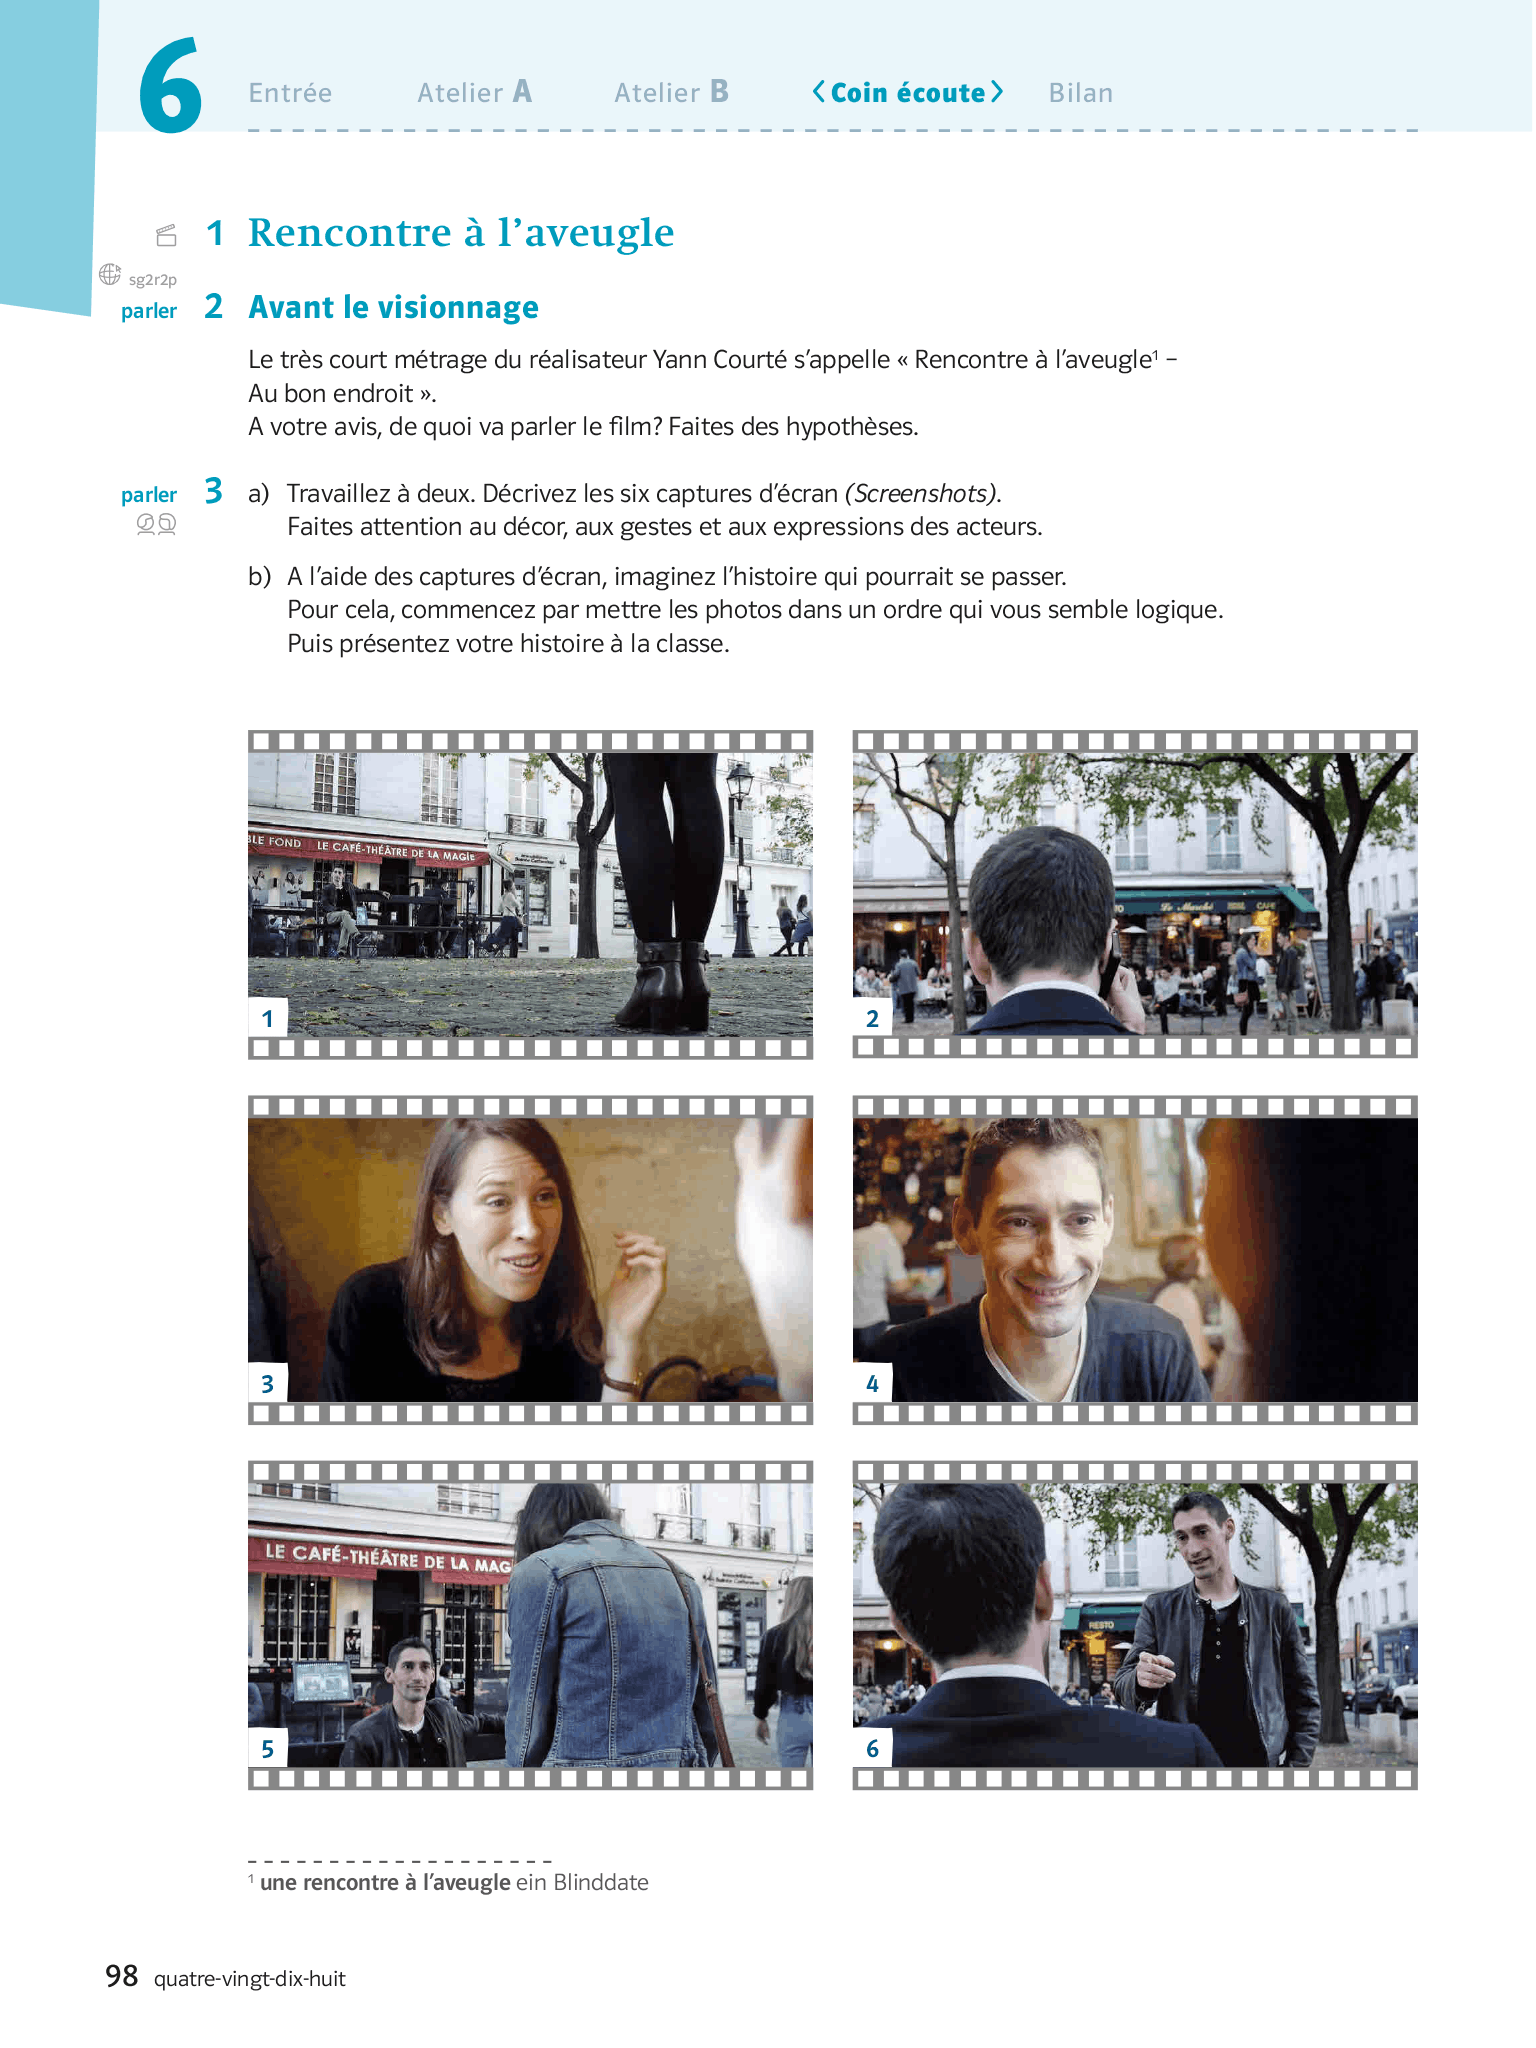 6
Entrée Atelier A Atelier B ‹ Coin écoute › Bilan
1 Rencontre à l’aveugle
sg2r2p
parler 2 Avant le visionnage
Le très court métrage du réalisateur Yann Courté s’appelle « Rencontre à l’aveugle¹ –
Au bon endroit ».
A votre avis, de quoi va parler le film? Faites des hypothèses.
parler 3 a) Travaillez à deux. Décrivez les six captures d’écran (Screenshots).
Faites attention au décor, aux gestes et aux expressions des acteurs.
b) A l’aide des captures d’écran, imaginez l’histoire qui pourrait se passer.
Pour cela, commencez par mettre les photos dans un ordre qui vous semble logique.
Puis présentez votre histoire à la classe.
BLE FOND LE CAFÉ-THÉÂTRE DE LA MAGIE
1
TO Le Marché CAFE
2
3
4
LE CAFÉ-THÉÂTRE DE LA MAG
5
RESTO
6
¹ une rencontre à l’aveugle ein Blinddate
98 quatre-vingt-dix-huit